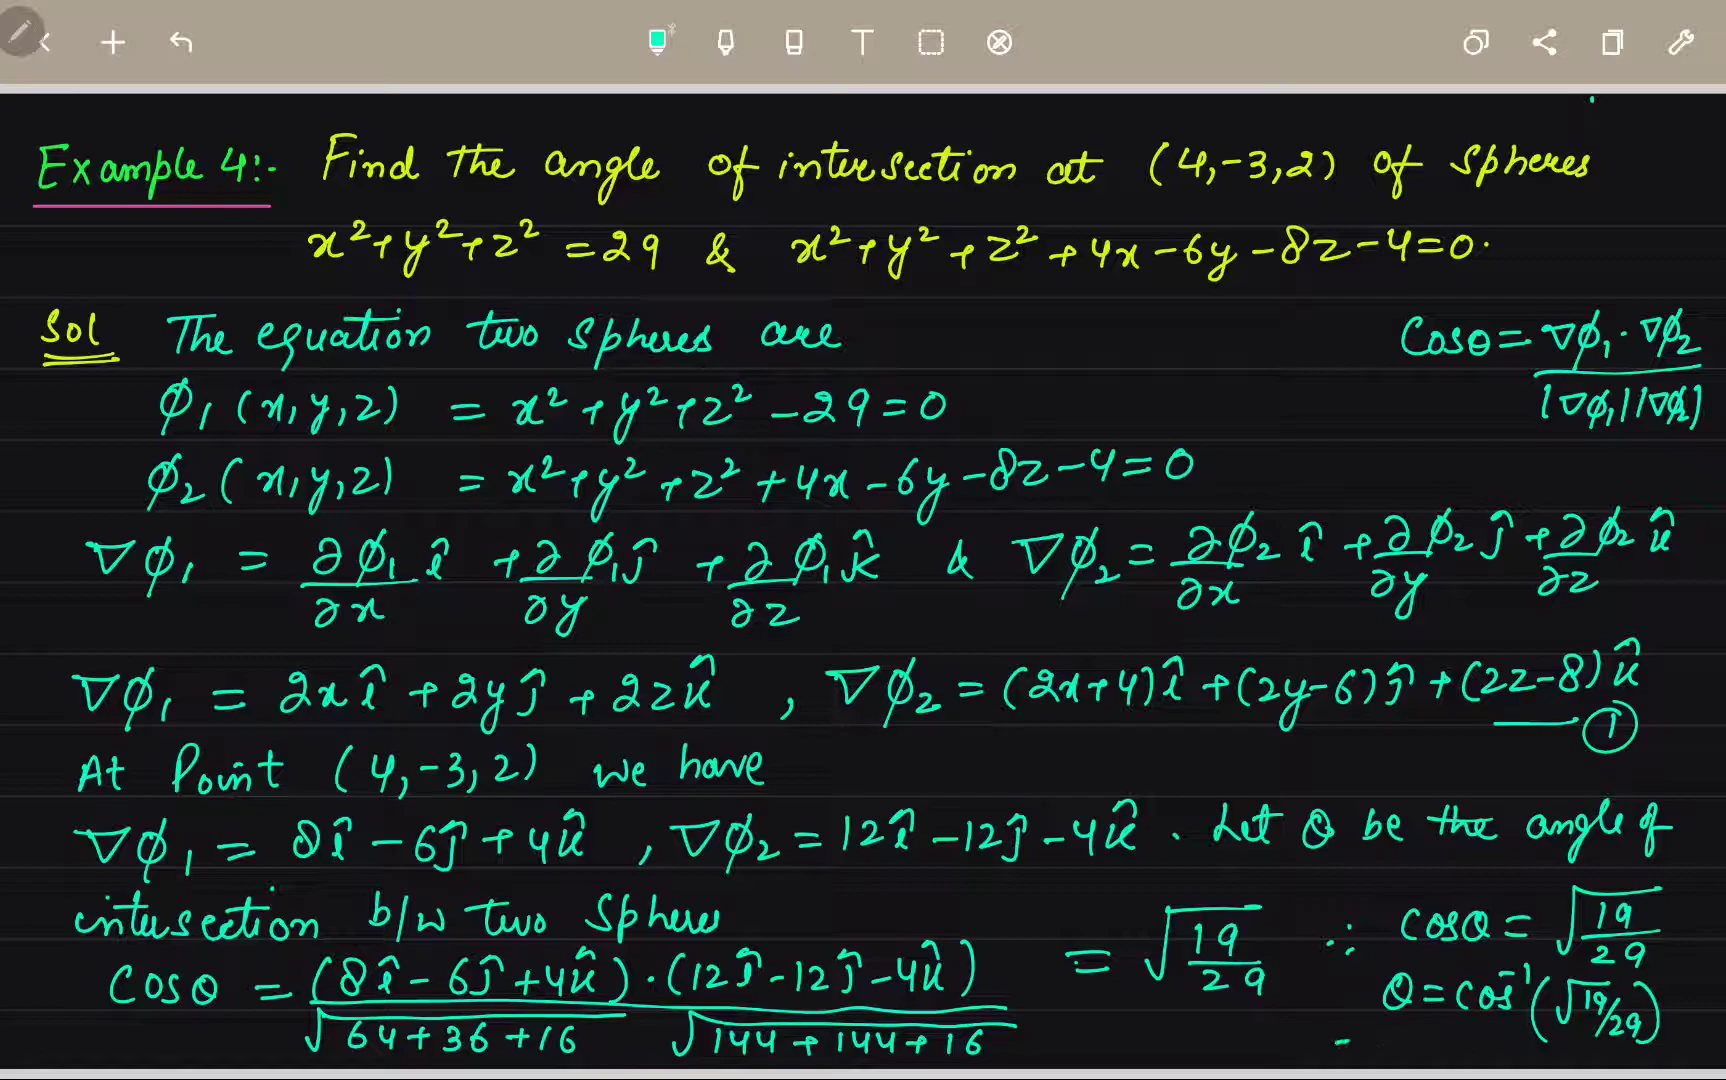 Example 4:- Find the angle of intersection at (4,-3,2) of spheres
x²+y²+z² = 29 & x²+y²+z²+4x-6y-8z-4=0.
Sol The equation two spheres are
Cosθ = ∇ϕ₁·∇ϕ₂ / |∇ϕ₁||∇ϕ₂|
ϕ₁(x,y,z) = x²+y²+z²-29=0
ϕ₂(x,y,z) = x²+y²+z²+4x-6y-8z-4=0
∇ϕ₁ = ∂ϕ₁/∂x î + ∂ϕ₁/∂y ĵ + ∂ϕ₁/∂z k̂ & ∇ϕ₂ = ∂ϕ₂/∂x î + ∂ϕ₂/∂y ĵ + ∂ϕ₂/∂z k̂
∇ϕ₁ = 2xî + 2yĵ + 2zk̂ , ∇ϕ₂ = (2x+4)î + (2y-6)ĵ + (2z-8)k̂ ①
At Point (4,-3,2) we have
∇ϕ₁ = 8î - 6ĵ + 4k̂ , ∇ϕ₂ = 12î - 12ĵ - 4k̂ . Let θ be the angle of
intersection b/w two spheres
Cosθ = (8î - 6ĵ + 4k̂)·(12î - 12ĵ - 4k̂) / √64+36+16 √144+144+16 = √19/29 ∴ cosθ = √19/29
θ = cos⁻¹(√19/29)
T